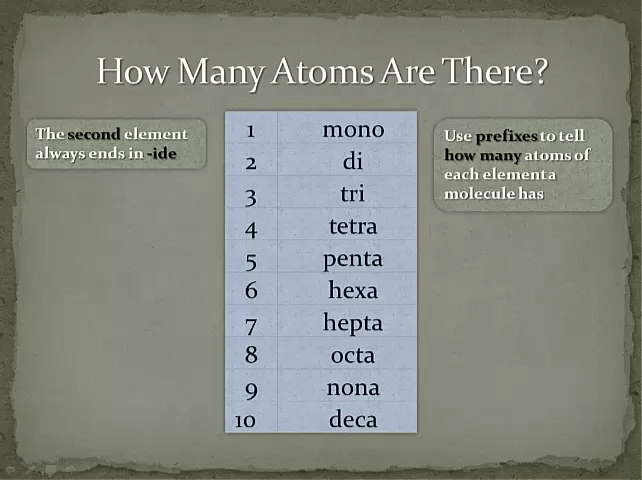 How Many Atoms Are There?
The second element
always ends in -ide
1 mono
2 di
3 tri
4 tetra
5 penta
6 hexa
7 hepta
8 octa
9 nona
10 deca
Use prefixes to tell
how many atoms of
each elementa
molecule has